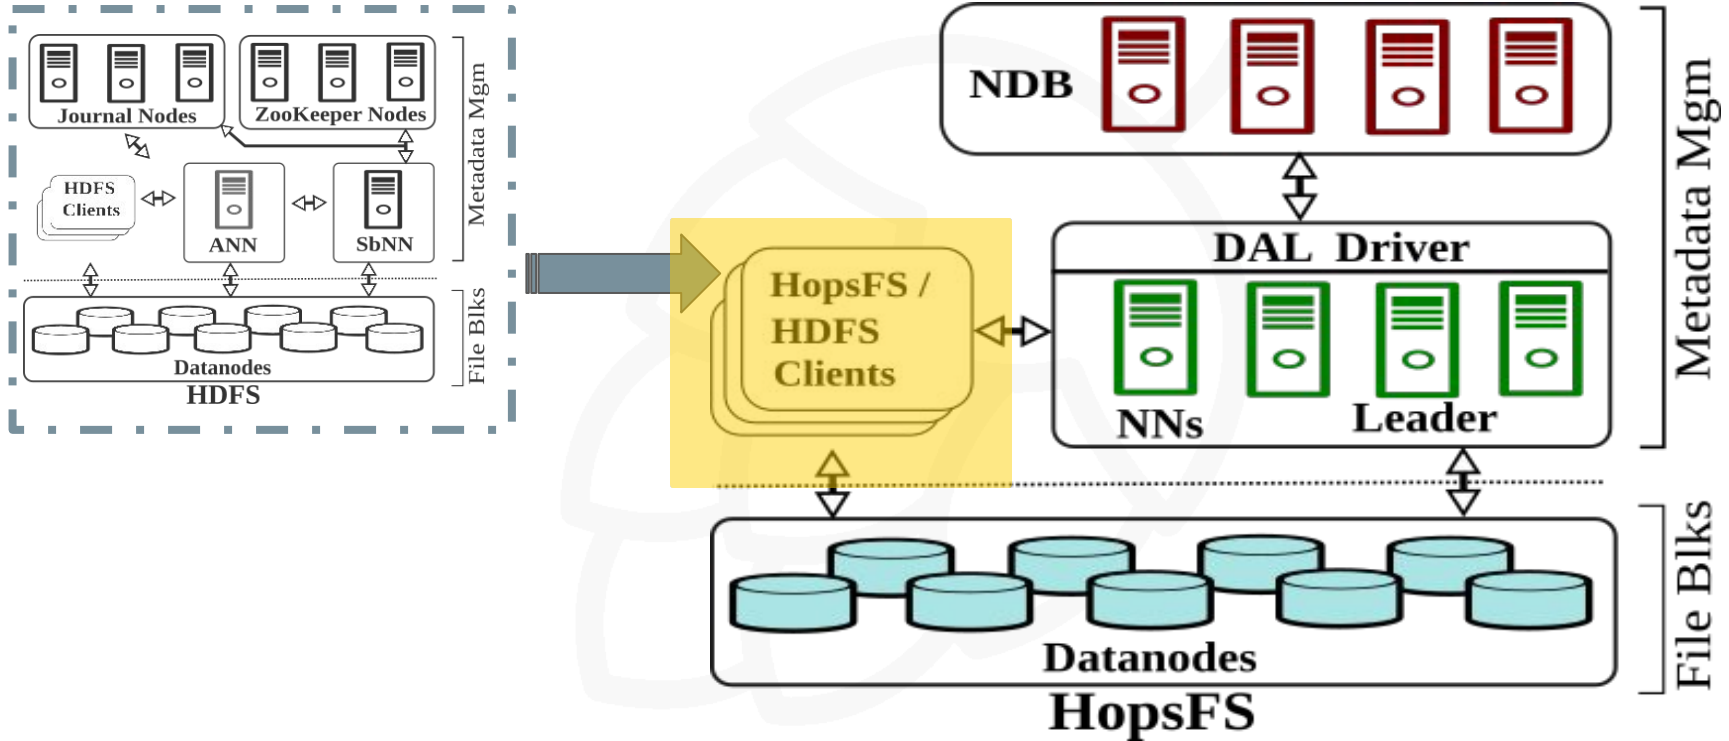 Journal Nodes
ZooKeeper Nodes
HDFS
Clients
ANN
SbNN
Metadata Mgm
Datanodes
File Blks
HDFS
NDB
DAL Driver
HopsFS /
HDFS
Clients
NNs
Leader
Metadata Mgm
Datanodes
File Blks
HopsFS